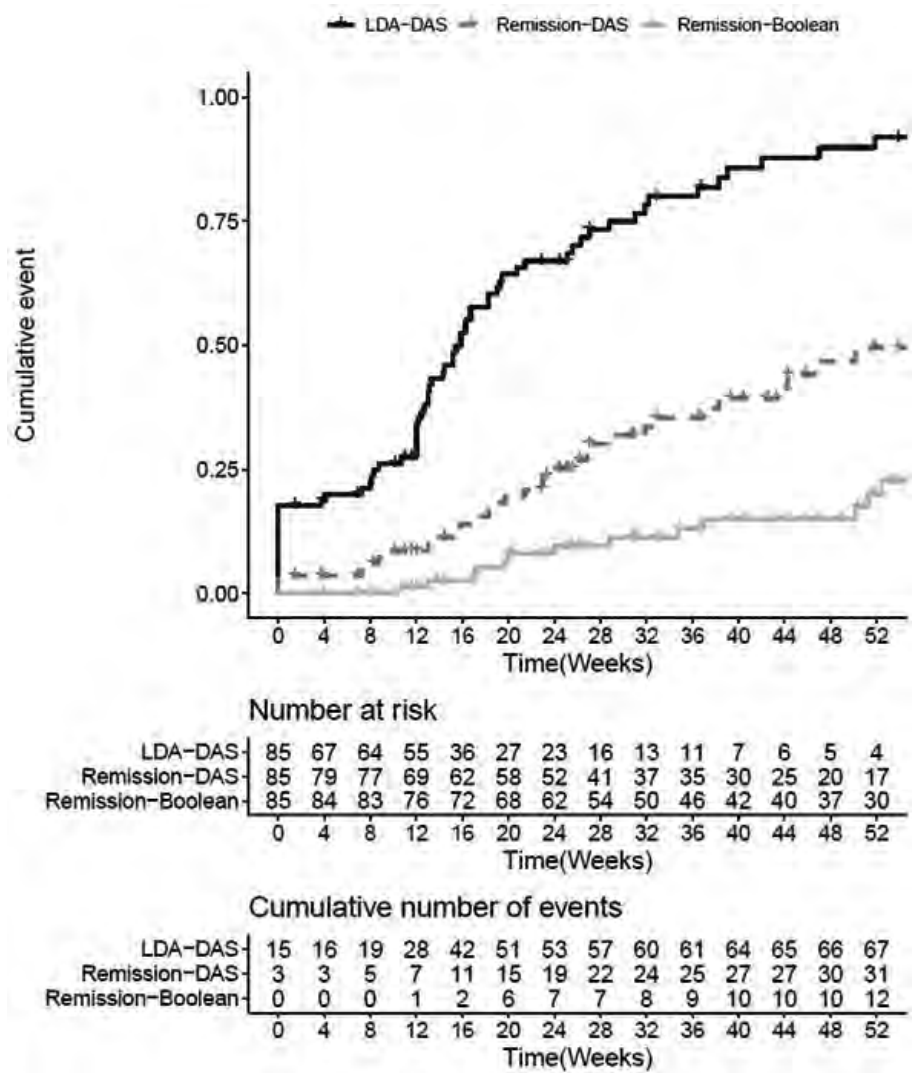 LDA-DAS Remission-DAS Remission-Boolean
1.00
0.75
0.50
0.25
0.00
Cumulative event
0 4 8 12 16 20 24 28 32 36 40 44 48 52
Time(Weeks)
Number at risk
LDA-DAS 85 67 64 55 36 27 23 16 13 11 7 6 5 4
Remission-DAS 85 79 77 69 62 58 52 41 37 35 30 25 20 17
Remission-Boolean 85 84 83 76 72 68 62 54 50 46 42 40 37 30
0 4 8 12 16 20 24 28 32 36 40 44 48 52
Time(Weeks)
Cumulative number of events
LDA-DAS 15 16 19 28 42 51 53 57 60 61 64 65 66 67
Remission-DAS 3 3 5 7 11 15 19 22 24 25 27 27 30 31
Remission-Boolean 0 0 0 1 2 6 7 7 8 9 10 10 10 12
0 4 8 12 16 20 24 28 32 36 40 44 48 52
Time(Weeks)